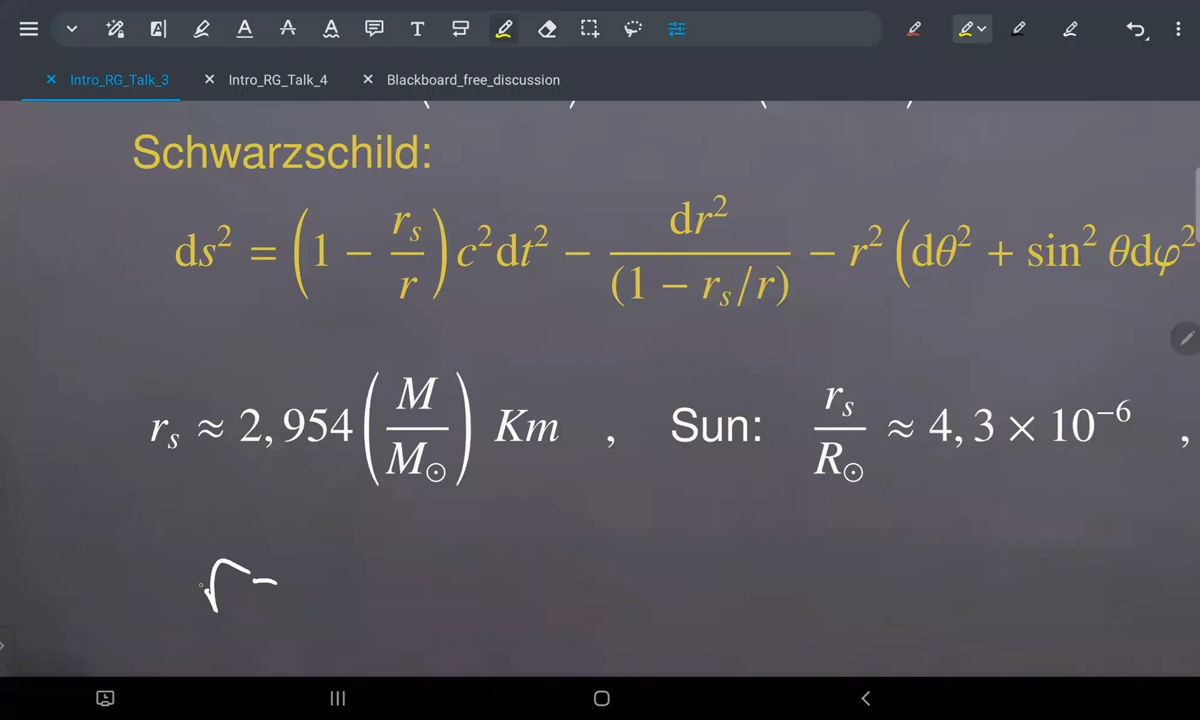 Intro_RG_Talk_3 Intro_RG_Talk_4 Blackboard_free_discussion
Schwarzschild:
ds² = (1 − r_s/r) c²dt² − dr²/(1 − r_s/r) − r² (dθ² + sin² θdφ²
r_s ≈ 2,954 (M/M_⊙) Km , Sun: r_s/R_⊙ ≈ 4,3 × 10⁻⁶ ,